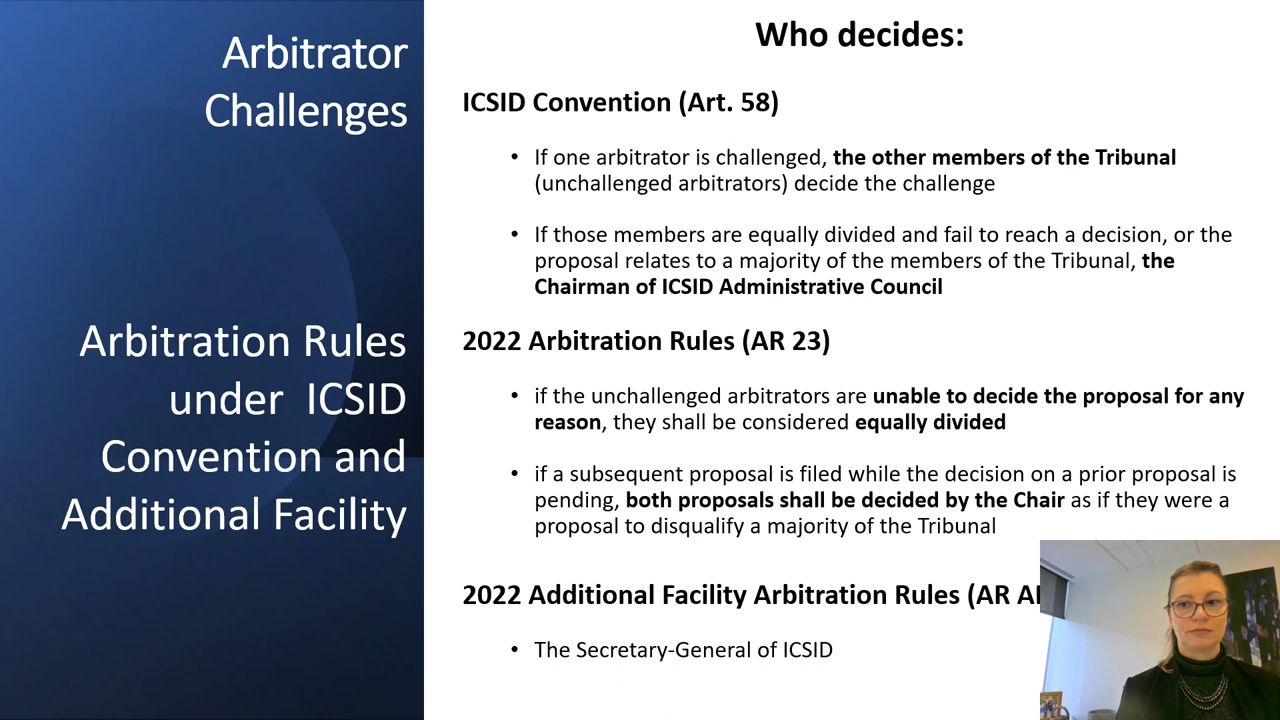 Arbitrator
Challenges
Arbitration Rules
under ICSID
Convention and
Additional Facility
Who decides:
ICSID Convention (Art. 58)
• If one arbitrator is challenged, the other members of the Tribunal
(unchallenged arbitrators) decide the challenge
• If those members are equally divided and fail to reach a decision, or the
proposal relates to a majority of the members of the Tribunal, the
Chairman of ICSID Administrative Council
2022 Arbitration Rules (AR 23)
• if the unchallenged arbitrators are unable to decide the proposal for any
reason, they shall be considered equally divided
• if a subsequent proposal is filed while the decision on a prior proposal is
pending, both proposals shall be decided by the Chair as if they were a
proposal to disqualify a majority of the Tribunal
2022 Additional Facility Arbitration Rules (AR
• The Secretary-General of ICSID